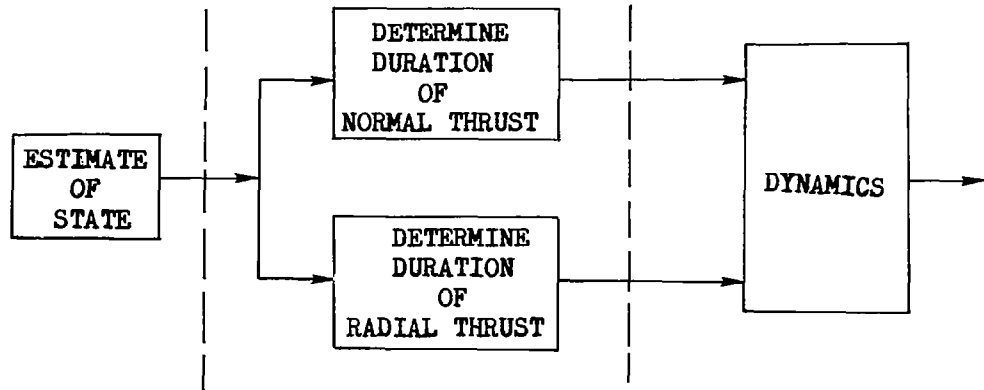 ESTIMATE
OF
STATE
DETERMINE
DURATION
OF
NORMAL THRUST
DETERMINE
DURATION
OF
RADIAL THRUST
DYNAMICS